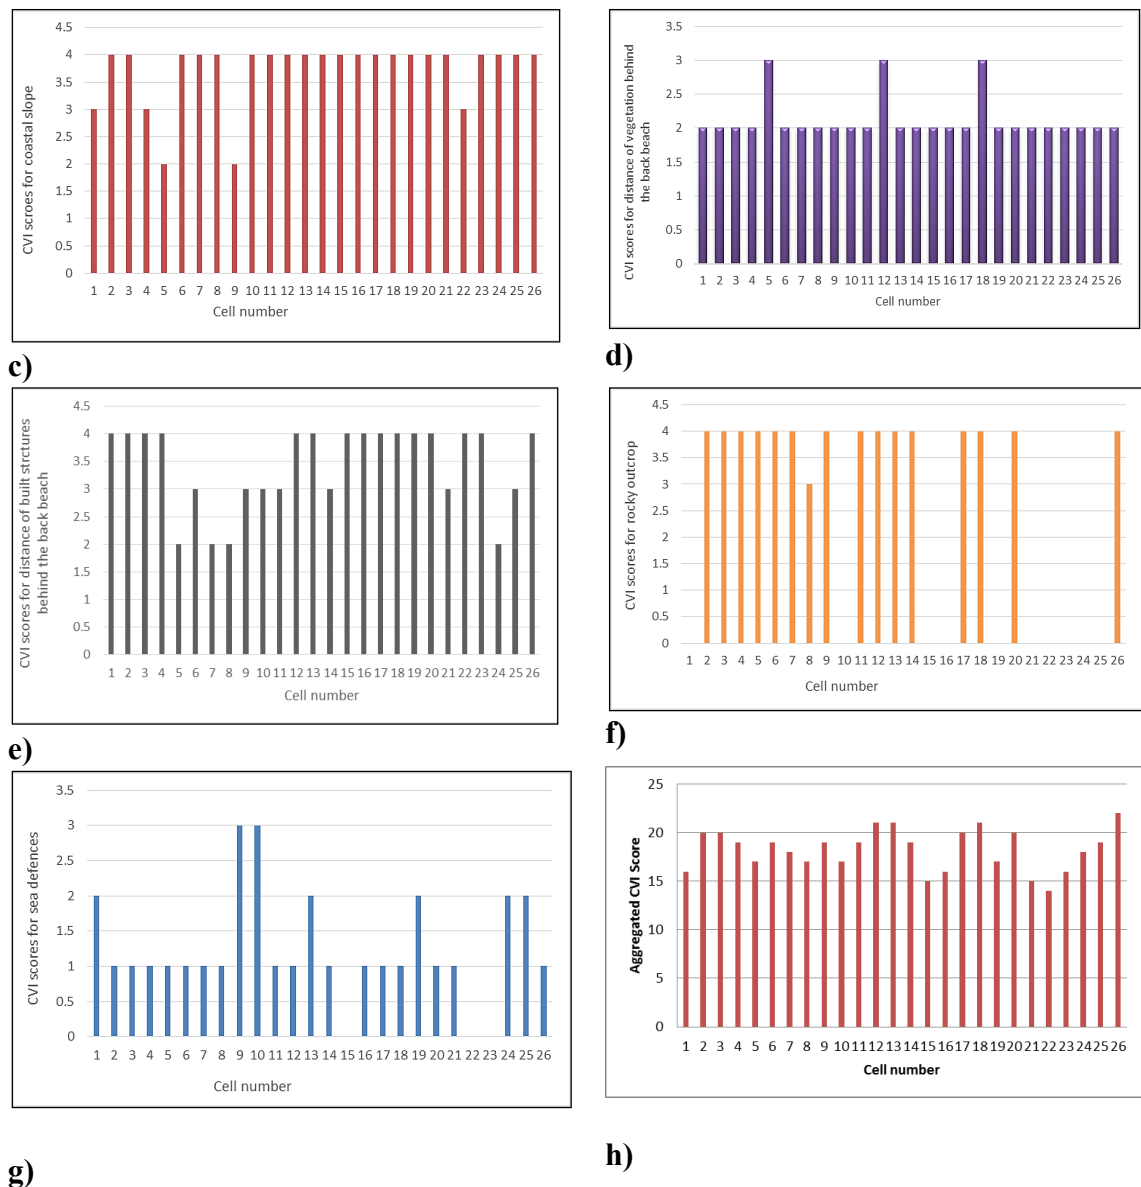 4.5
4
3.5
3
2.5
2
1.5
1
0.5
0
CVI scroes for coastal slope
1 2 3 4 5 6 7 8 9 10 11 12 13 14 15 16 17 18 19 20 21 22 23 24 25 26
Cell number
c)
3.5
3
2.5
2
1.5
1
0.5
0
CVI scores for distance of vegetation behind
the back beach
1 2 3 4 5 6 7 8 9 10 11 12 13 14 15 16 17 18 19 20 21 22 23 24 25 26
Cell number
d)
4.5
4
3.5
3
2.5
2
1.5
1
0.5
0
CVI scores for distance of built strctures
behind the back beach
1 2 3 4 5 6 7 8 9 10 11 12 13 14 15 16 17 18 19 20 21 22 23 24 25 26
Cell number
e)
4.5
4
3.5
3
2.5
2
1.5
1
0.5
0
CVI scores for rocky outcrop
1 2 3 4 5 6 7 8 9 10 11 12 13 14 15 16 17 18 19 20 21 22 23 24 25 26
Cell number
f)
3.5
3
2.5
2
1.5
1
0.5
0
CVI scores for sea defences
1 2 3 4 5 6 7 8 9 10 11 12 13 14 15 16 17 18 19 20 21 22 23 24 25 26
Cell number
g)
25
20
15
10
5
0
Aggregated CVI Score
1 2 3 4 5 6 7 8 9 10 11 12 13 14 15 16 17 18 19 20 21 22 23 24 25 26
Cell number
h)